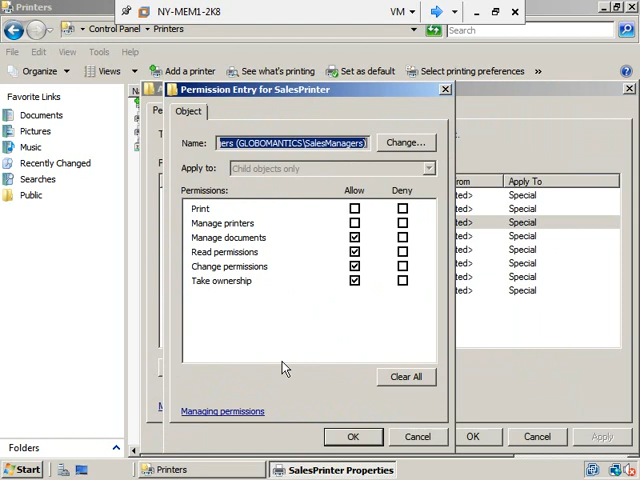 Printers
NY-MEM1-2K8
VM
Control Panel
Printers
Search
File
Edit
View
Tools
Help
Organize
Views
Add a printer
See what's printing
Set as default
Select printing preferences
»
Favorite Links
Documents
Pictures
Music
Recently Changed
Searches
Public
Folders
Permission Entry for SalesPrinter
Object
Name:
ers (GLOBOMANTICS\SalesManagers)
Change...
Apply to:
Child objects only
Permissions:
Allow
Deny
Print
Manage printers
Manage documents
Read permissions
Change permissions
Take ownership
Clear All
Managing permissions
OK
Cancel
Apply To
Special
Special
Special
Special
Special
Special
Special
Special
OK
Cancel
Apply
Start
Printers
SalesPrinter Properties